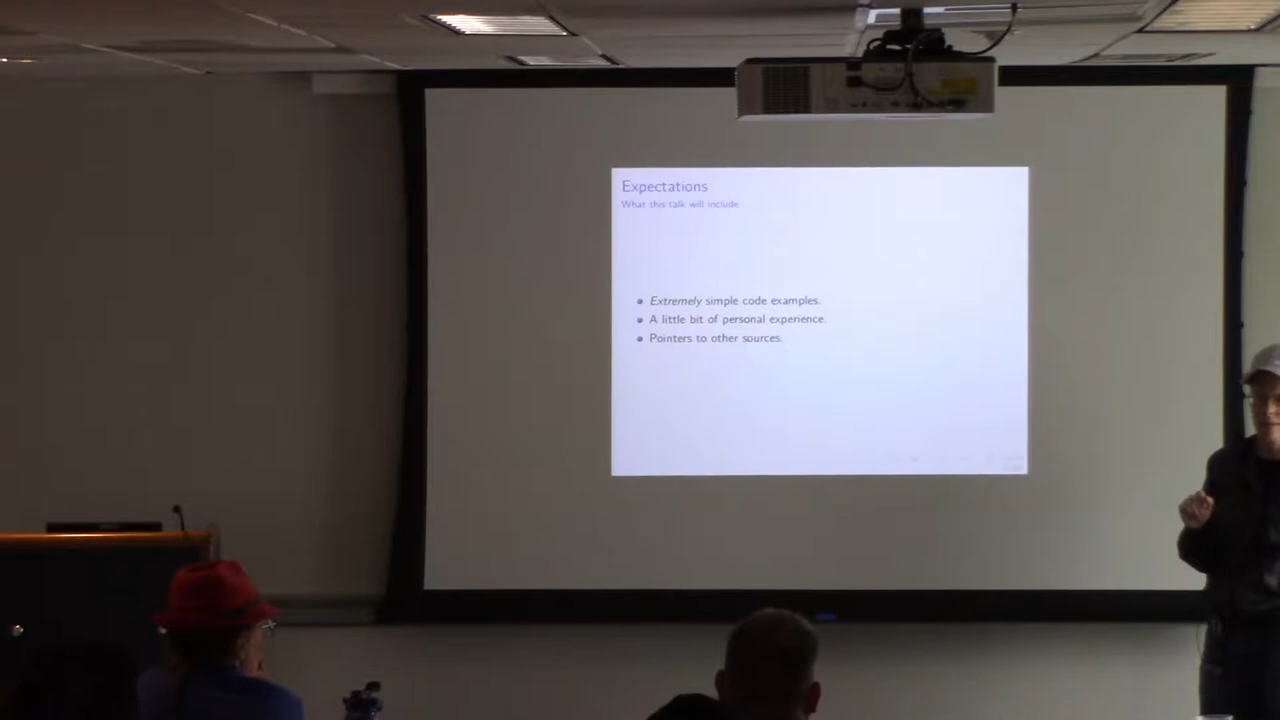 Expectations
What this talk will include
Extremely simple code examples.
A little bit of personal experience.
Pointers to other sources.